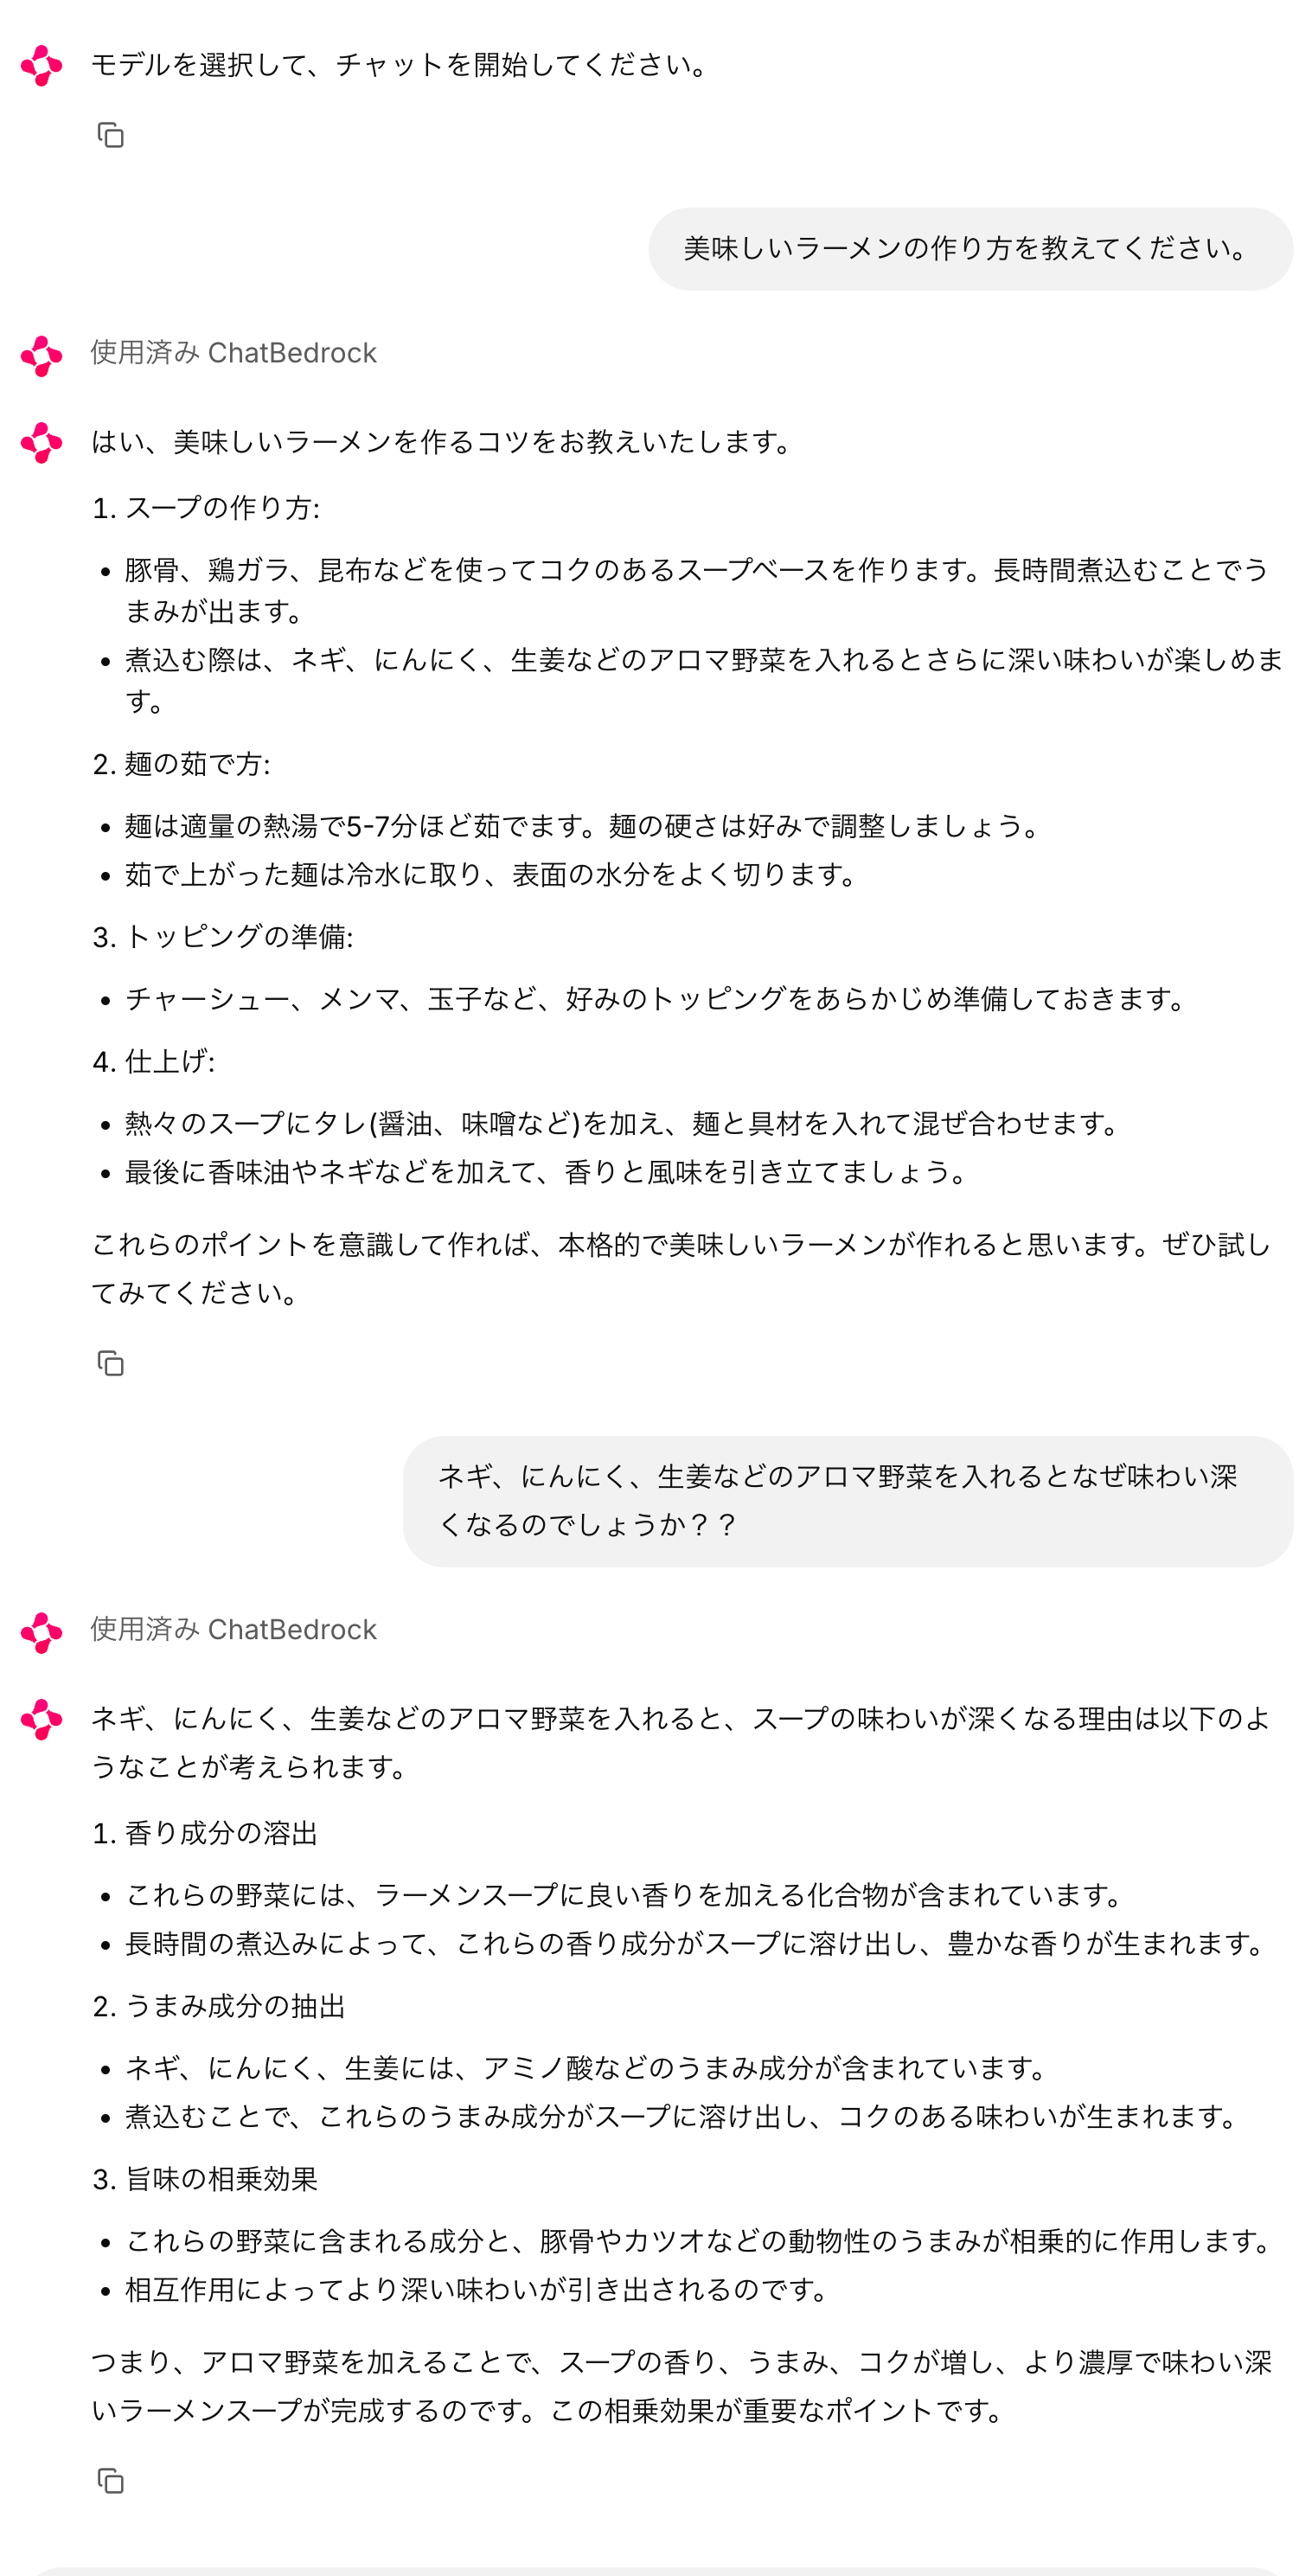 モデルを選択して、チャットを開始してください。
美味しいラーメンの作り方を教えてください。
使用済み ChatBedrock
はい、美味しいラーメンを作るコツをお教えいたします。
1. スープの作り方:
• 豚骨、鶏ガラ、昆布などを使ってコクのあるスープベースを作ります。長時間煮込むことでう
まみが出ます。
• 煮込む際は、ネギ、にんにく、生姜などのアロマ野菜を入れるとさらに深い味わいが楽しめま
す。
2. 麺の茹で方:
• 麺は適量の熱湯で5-7分ほど茹でます。麺の硬さは好みで調整しましょう。
• 茹で上がった麺は冷水に取り、表面の水分をよく切ります。
3. トッピングの準備:
• チャーシュー、メンマ、玉子など、好みのトッピングをあらかじめ準備しておきます。
4. 仕上げ:
• 熱々のスープにタレ(醤油、味噌など)を加え、麺と具材を入れて混ぜ合わせます。
• 最後に香味油やネギなどを加えて、香りと風味を引き立てましょう。
これらのポイントを意識して作れば、本格的で美味しいラーメンが作れると思います。ぜひ試し
てみてください。
ネギ、にんにく、生姜などのアロマ野菜を入れるとなぜ味わい深
くなるのでしょうか？？
使用済み ChatBedrock
ネギ、にんにく、生姜などのアロマ野菜を入れると、スープの味わいが深くなる理由は以下のよ
うなことが考えられます。
1. 香り成分の溶出
• これらの野菜には、ラーメンスープに良い香りを加える化合物が含まれています。
• 長時間の煮込みによって、これらの香り成分がスープに溶け出し、豊かな香りが生まれます。
2. うまみ成分の抽出
• ネギ、にんにく、生姜には、アミノ酸などのうまみ成分が含まれています。
• 煮込むことで、これらのうまみ成分がスープに溶け出し、コクのある味わいが生まれます。
3. 旨味の相乗効果
• これらの野菜に含まれる成分と、豚骨やカツオなどの動物性のうまみが相乗的に作用します。
• 相互作用によってより深い味わいが引き出されるのです。
つまり、アロマ野菜を加えることで、スープの香り、うまみ、コクが増し、より濃厚で味わい深
いラーメンスープが完成するのです。この相乗効果が重要なポイントです。